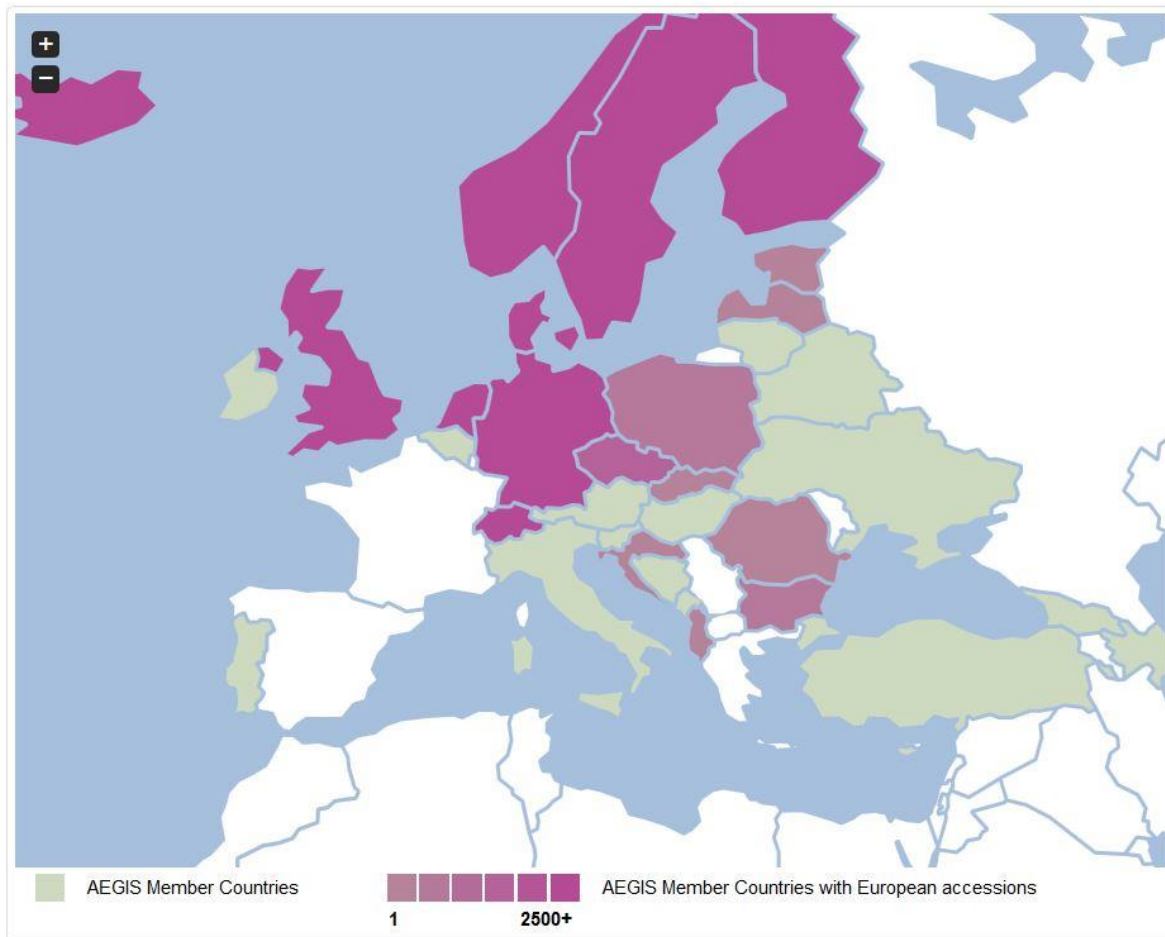 +
−
AEGIS Member Countries
AEGIS Member Countries with European accessions
1 2500+